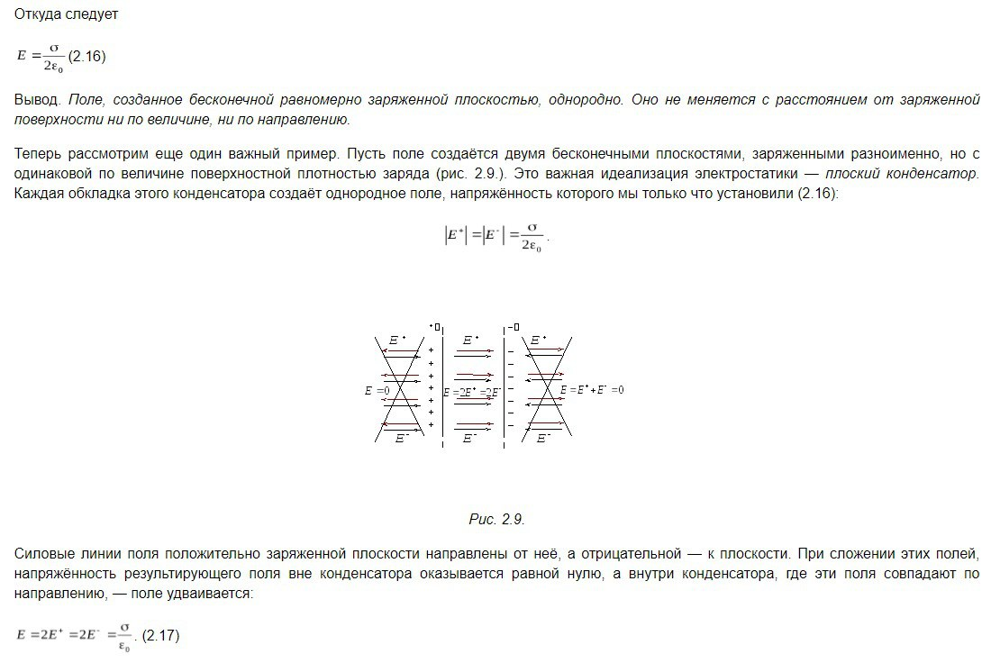 Откуда следует
E = σ/2ε₀ (2.16)
Вывод. Поле, созданное бесконечной равномерно заряженной плоскостью, однородно. Оно не меняется с расстоянием от заряженной
поверхности ни по величине, ни по направлению.
Теперь рассмотрим еще один важный пример. Пусть поле создаётся двумя бесконечными плоскостями, заряженными разноименно, но с
одинаковой по величине поверхностной плотностью заряда (рис. 2.9.). Это важная идеализация электростатики — плоский конденсатор.
Каждая обкладка этого конденсатора создаёт однородное поле, напряжённость которого мы только что установили (2.16):
|E⁺| = |E⁻| = σ/2ε₀ .
+▯ −▯
E⁺ E⁺ E⁺
+ −
+ −
+ −
+ −
E =0 E =2E⁺ =2E⁻ E =E⁺+E⁻ =0
+ −
+ −
+ −
E⁻ E⁻ E⁻
Рис. 2.9.
Силовые линии поля положительно заряженной плоскости направлены от неё, а отрицательной — к плоскости. При сложении этих полей,
напряжённость результирующего поля вне конденсатора оказывается равной нулю, а внутри конденсатора, где эти поля совпадают по
направлению, — поле удваивается:
E =2E⁺ =2E⁻ = σ/ε₀ . (2.17)